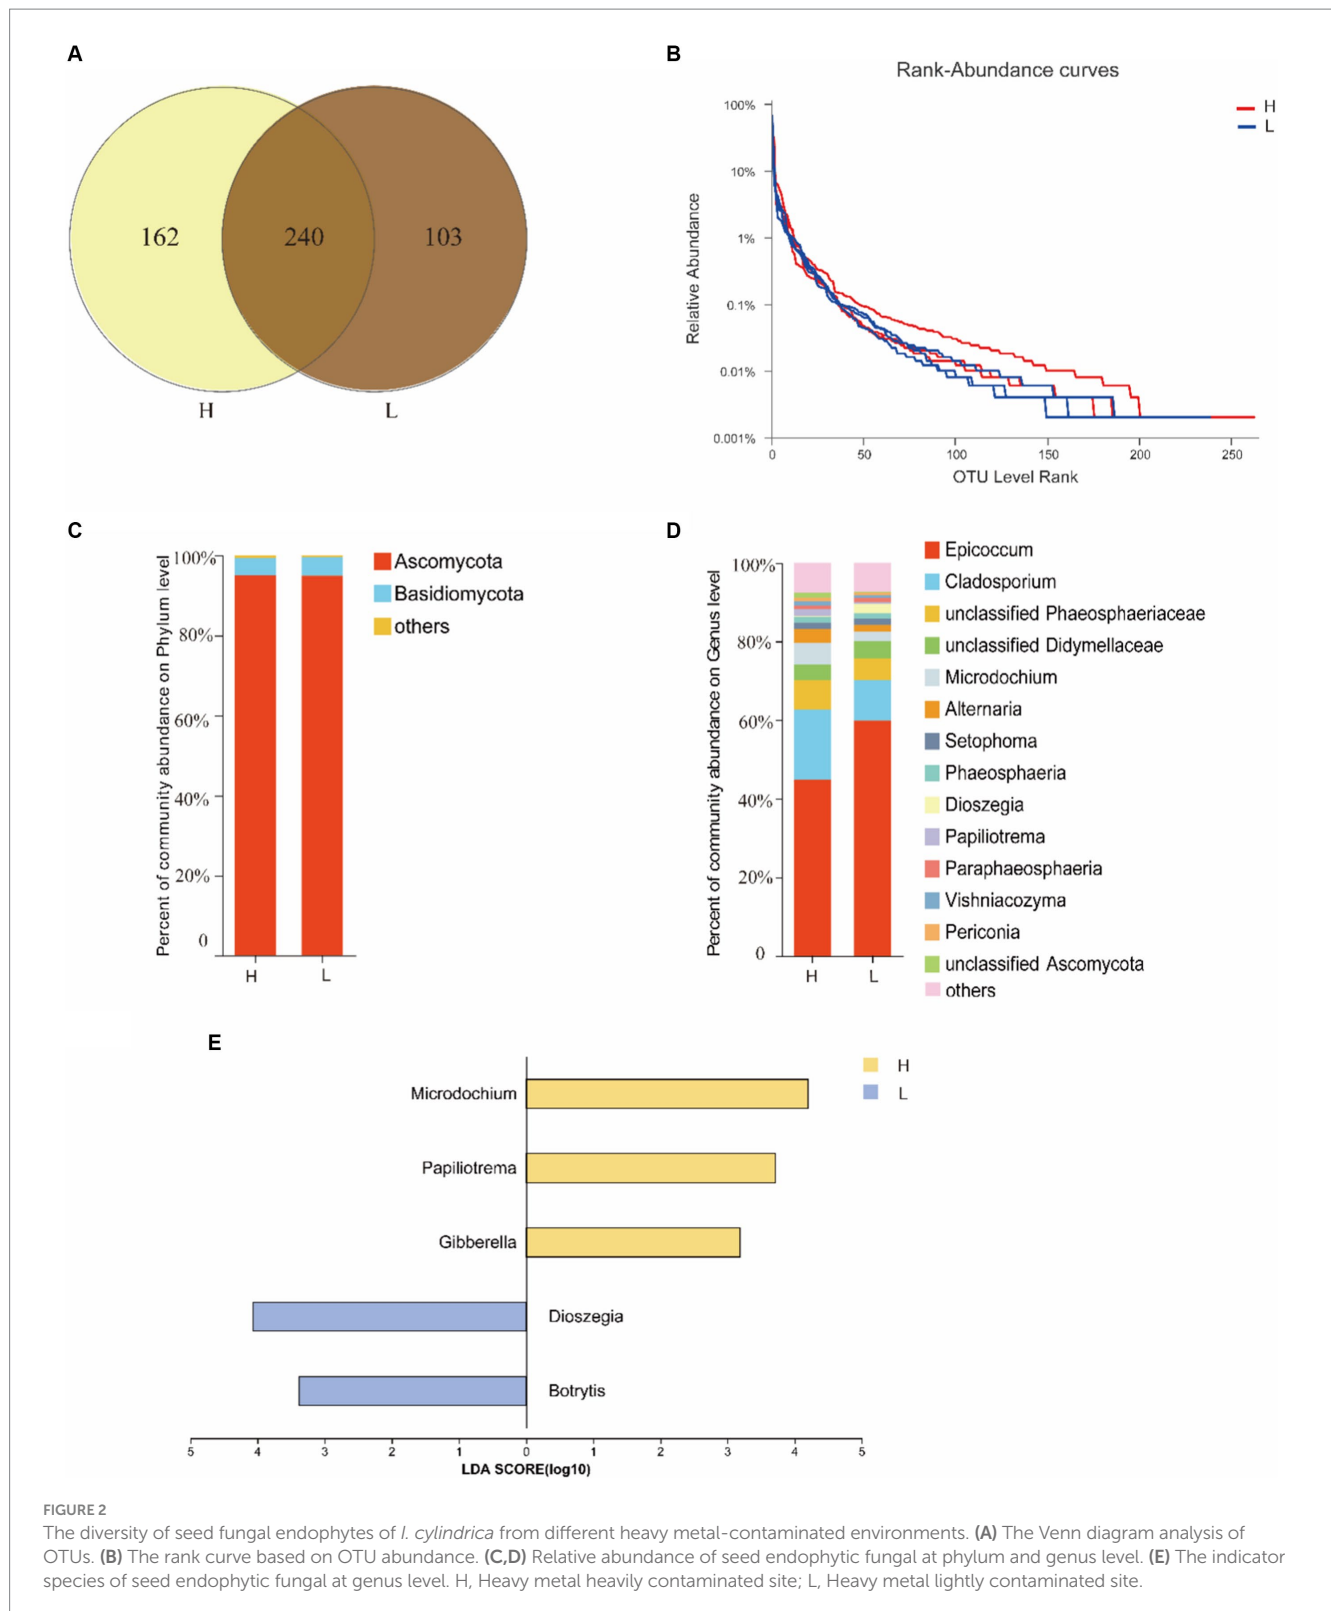 A
162
240
103
H
L
B
Rank-Abundance curves
H
L
100%
10%
1%
0.1%
0.01%
0.001%
Relative Abundance
0
50
100
150
200
250
OTU Level Rank
C
100%
80%
60%
40%
20%
0
Percent of community abundance on Phylum level
H
L
Ascomycota
Basidiomycota
others
D
100%
80%
60%
40%
20%
0
Percent of community abundance on Genus level
H
L
Epicoccum
Cladosporium
unclassified Phaeosphaeriaceae
unclassified Didymellaceae
Microdochium
Alternaria
Setophoma
Phaeosphaeria
Dioszegia
Papiliotrema
Paraphaeosphaeria
Vishniacozyma
Periconia
unclassified Ascomycota
others
E
H
L
Microdochium
Papiliotrema
Gibberella
Dioszegia
Botrytis
5
4
3
2
1
0
1
2
3
4
5
LDA SCORE(log10)
FIGURE 2
The diversity of seed fungal endophytes of I. cylindrica from different heavy metal-contaminated environments. (A) The Venn diagram analysis of
OTUs. (B) The rank curve based on OTU abundance. (C,D) Relative abundance of seed endophytic fungal at phylum and genus level. (E) The indicator
species of seed endophytic fungal at genus level. H, Heavy metal heavily contaminated site; L, Heavy metal lightly contaminated site.